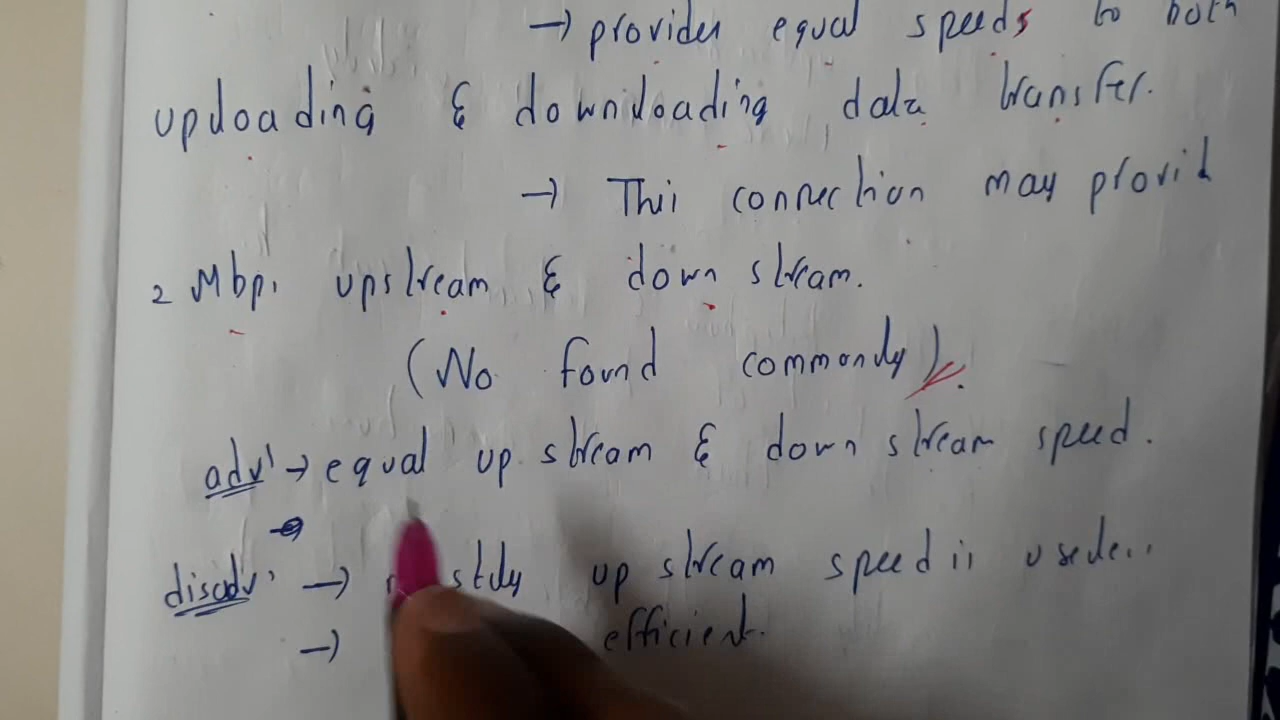 → provides equal speeds to both
uploading & downloading data transfer.
→ This connection may provid
2 Mbps upstream & down stream.
(No found commonly).
adv' → equal up stream & down stream speed.
disadv' → up stream speed is useless
→ efficient.